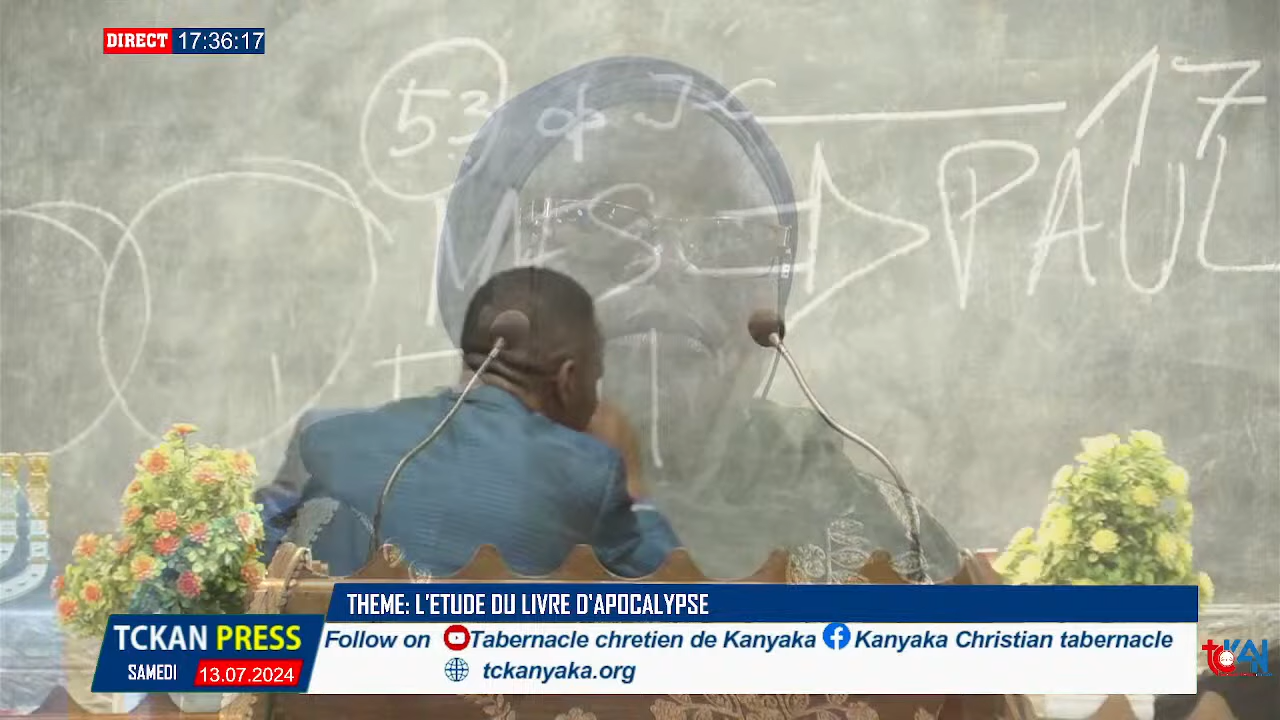 DIRECT 17:36:17
53 ap J-C 17
PAUL
THEME: L'ETUDE DU LIVRE D'APOCALYPSE
TCKAN PRESS
SAMEDI 13.07.2024
Follow on Tabernacle chretien de Kanyaka Kanyaka Christian tabernacle
tckanyaka.org